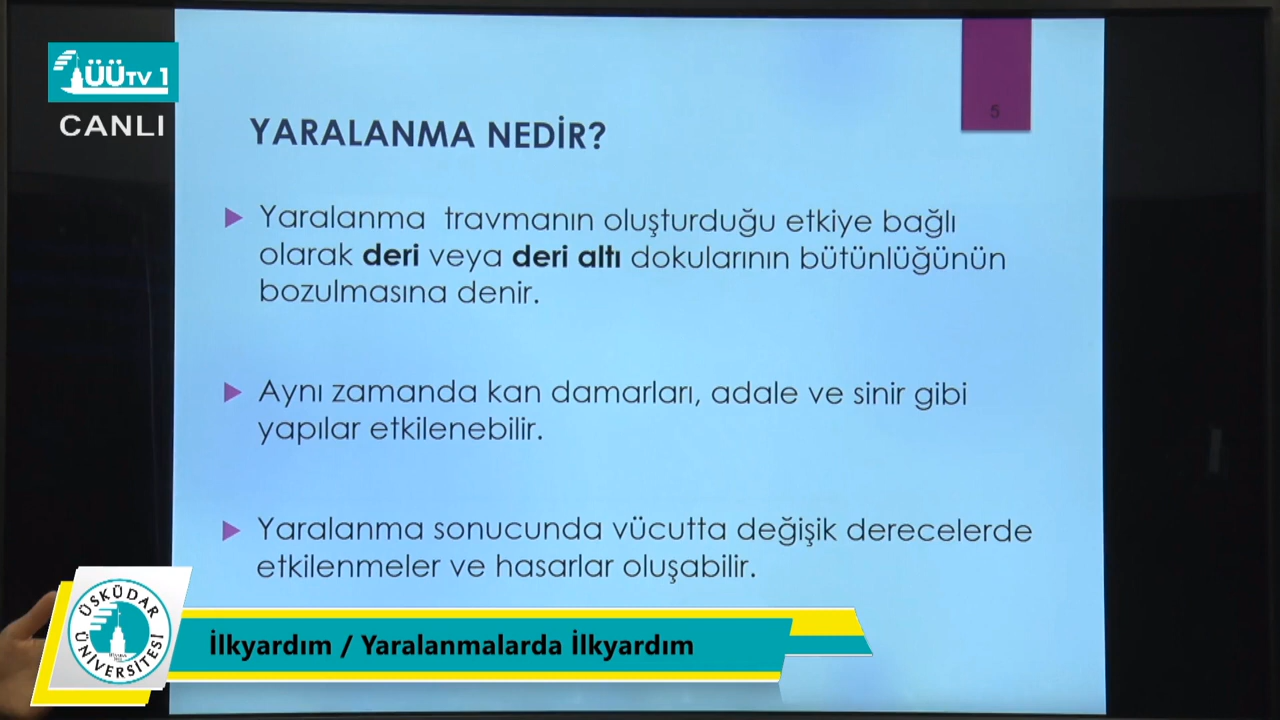 ÜÜTV 1
CANLI
5
YARALANMA NEDİR?
Yaralanma travmanın oluşturduğu etkiye bağlı
olarak deri veya deri altı dokularının bütünlüğünün
bozulmasına denir.
Aynı zamanda kan damarları, adale ve sinir gibi
yapılar etkilenebilir.
Yaralanma sonucunda vücutta değişik derecelerde
etkilenmeler ve hasarlar oluşabilir.
ÜSKÜDAR
ÜNİVERSİTESİ
İlkyardım / Yaralanmalarda İlkyardım